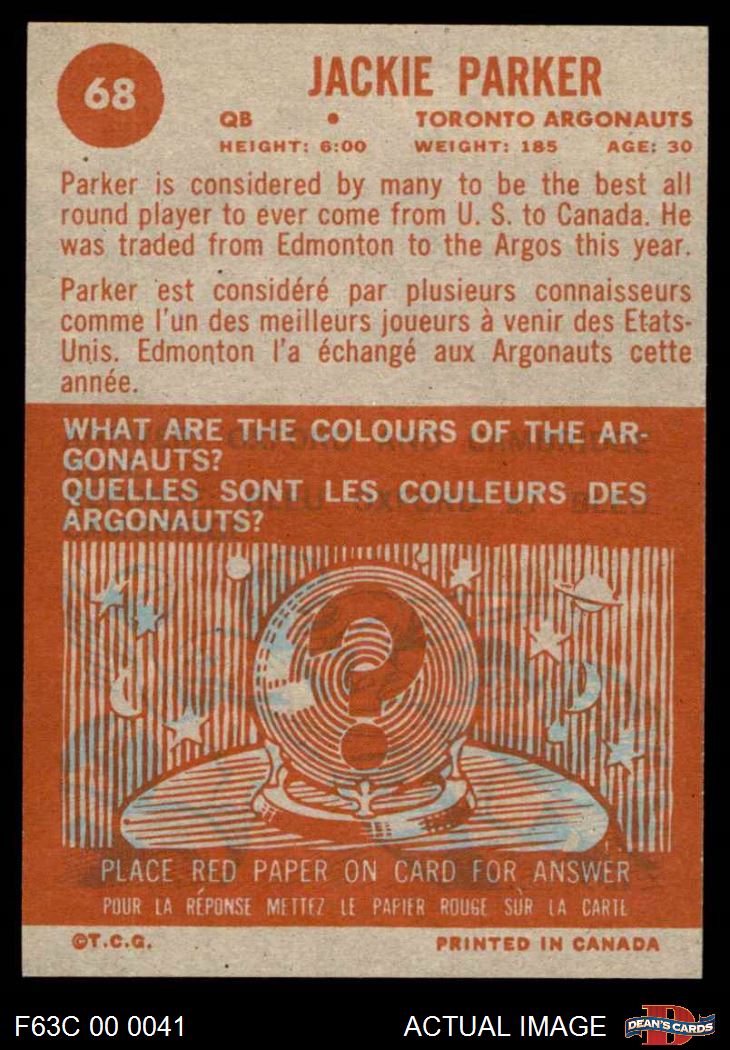 68
JACKIE PARKER
QB • TORONTO ARGONAUTS
HEIGHT: 6:00 WEIGHT: 185 AGE: 30
Parker is considered by many to be the best all
round player to ever come from U. S. to Canada. He
was traded from Edmonton to the Argos this year.
Parker est considéré par plusieurs connaisseurs
comme l'un des meilleurs joueurs à venir des Etats-
Unis. Edmonton l'a échangé aux Argonauts cette
année.
WHAT ARE THE COLOURS OF THE AR-
GONAUTS?
QUELLES SONT LES COULEURS DES
ARGONAUTS?
?
PLACE RED PAPER ON CARD FOR ANSWER
POUR LA RÉPONSE METTEZ LE PAPIER ROUGE SUR LA CARTE
©T.C.G. PRINTED IN CANADA
F63C 00 0041 ACTUAL IMAGE D DEAN'S CARDS